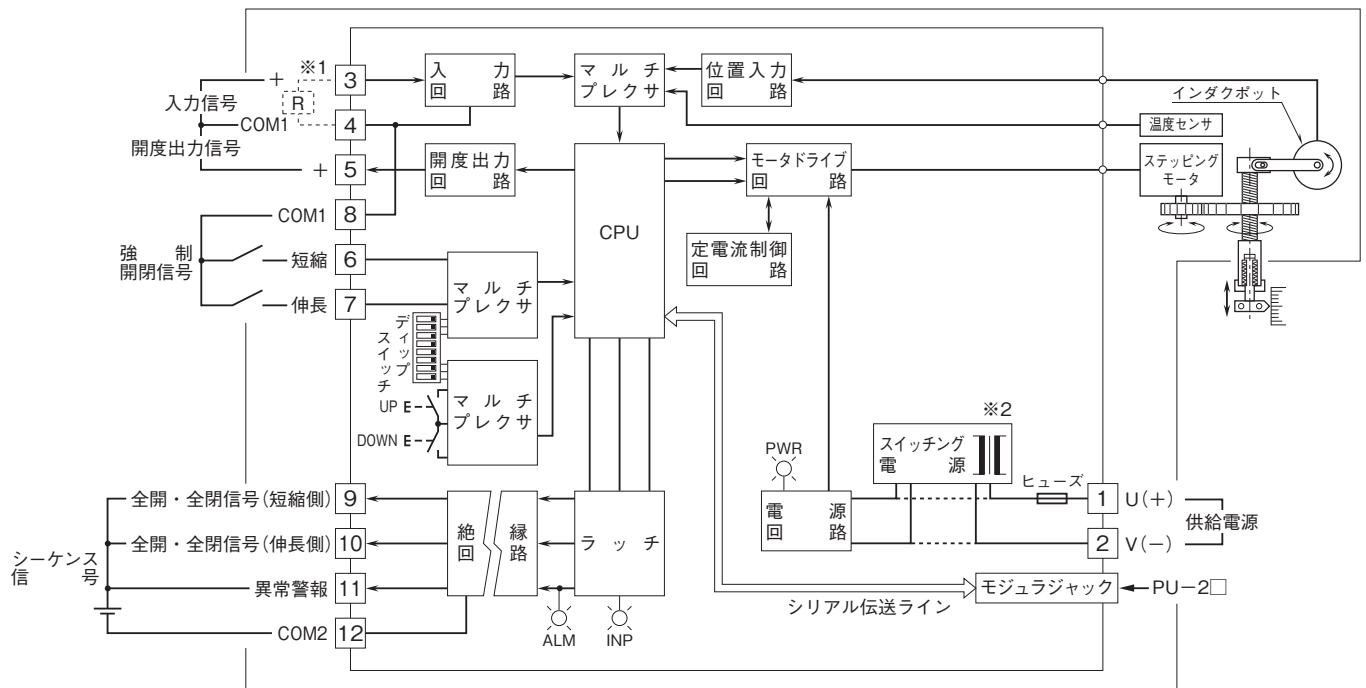 ※1
+
3
入力
回路
マルチ
プレクサ
位置入力
回路
インダクポット
入力信号
R
COM1
4
温度センサ
開度出力信号
+
5
開度出力
回路
CPU
モータドライブ
回路
ステッピング
モータ
COM1
8
強制
開閉信号
短縮
6
マルチ
プレクサ
定電流制御
回路
伸長
7
ディップ
スイッチ
マルチ
プレクサ
UP
DOWN
※2
スイッチング
電源
PWR
ヒューズ
全開・全閉信号(短縮側)
9
絶縁
回路
ラッチ
電源
回路
1
U(+)
供給電源
全開・全閉信号(伸長側)
10
2
V(−)
シーケンス
信号
異常警報
11
シリアル伝送ライン
モジュラジャック
PU−2□
COM2
12
ALM
INP